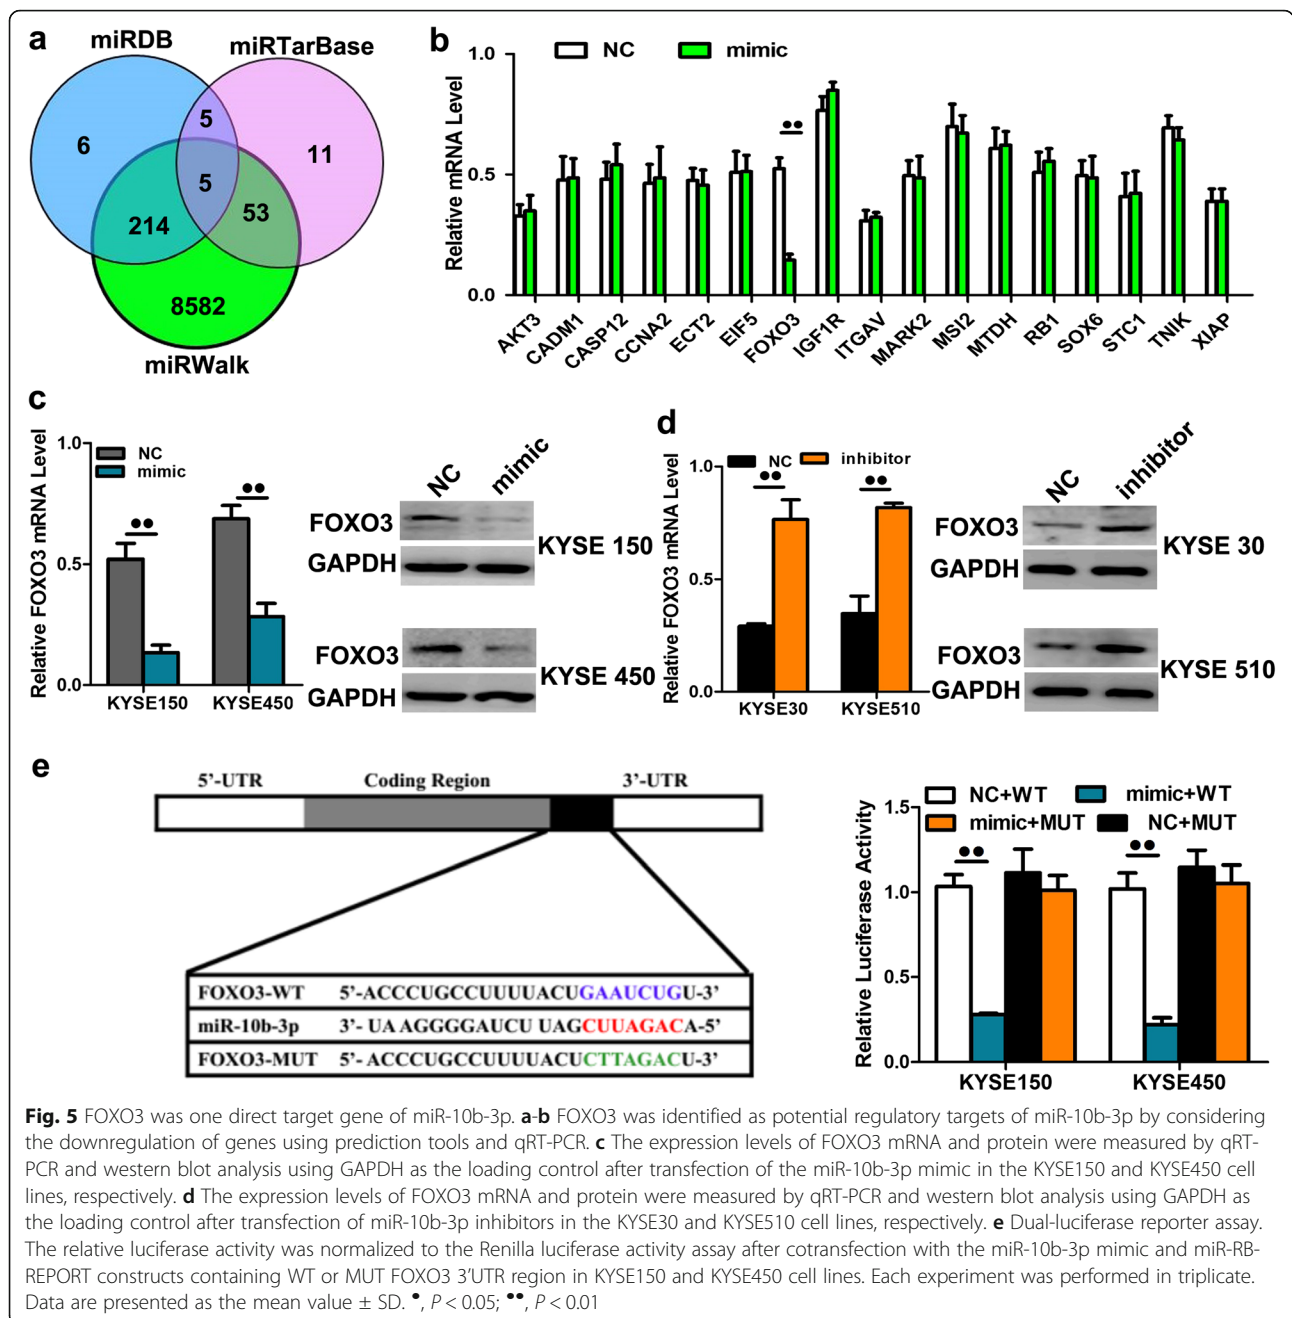 a
miRDB
miRTarBase
6
5
11
5
214
53
8582
miRWalk
b
NC
mimic
Relative mRNA Level
1.0
0.5
0.0
AKT3
CADM1
CASP12
CCNA2
ECT2
EIF5
FOXO3
IGF1R
ITGAV
MARK2
MSI2
MTDH
RB1
SOX6
STC1
TNIK
XIAP
c
Relative FOXO3 mRNA Level
1.0
0.5
0.0
NC
mimic
KYSE150
KYSE450
NC
mimic
FOXO3
GAPDH
KYSE 150
FOXO3
GAPDH
KYSE 450
d
Relative FOXO3 mRNA Level
1.0
0.5
0.0
NC
inhibitor
KYSE30
KYSE510
NC
inhibitor
FOXO3
GAPDH
KYSE 30
FOXO3
GAPDH
KYSE 510
e
5'-UTR
Coding Region
3'-UTR
FOXO3-WT 5'-ACCCUGCCUUUUACUGAAUCUGU-3'
miR-10b-3p 3'- UA AGGGGAUCU UAGCUUAGACA-5'
FOXO3-MUT 5'- ACCCUGCCUUUUACUCTTAGACU-3'
Relative Luciferase Activity
1.5
1.0
0.5
0.0
NC+WT
mimic+WT
mimic+MUT
NC+MUT
KYSE150
KYSE450
Fig. 5 FOXO3 was one direct target gene of miR-10b-3p. a-b FOXO3 was identified as potential regulatory targets of miR-10b-3p by considering
the downregulation of genes using prediction tools and qRT-PCR. c The expression levels of FOXO3 mRNA and protein were measured by qRT-
PCR and western blot analysis using GAPDH as the loading control after transfection of the miR-10b-3p mimic in the KYSE150 and KYSE450 cell
lines, respectively. d The expression levels of FOXO3 mRNA and protein were measured by qRT-PCR and western blot analysis using GAPDH as
the loading control after transfection of miR-10b-3p inhibitors in the KYSE30 and KYSE510 cell lines, respectively. e Dual-luciferase reporter assay.
The relative luciferase activity was normalized to the Renilla luciferase activity assay after cotransfection with the miR-10b-3p mimic and miR-RB-
REPORT constructs containing WT or MUT FOXO3 3'UTR region in KYSE150 and KYSE450 cell lines. Each experiment was performed in triplicate.
Data are presented as the mean value ± SD. •, P < 0.05; ••, P < 0.01